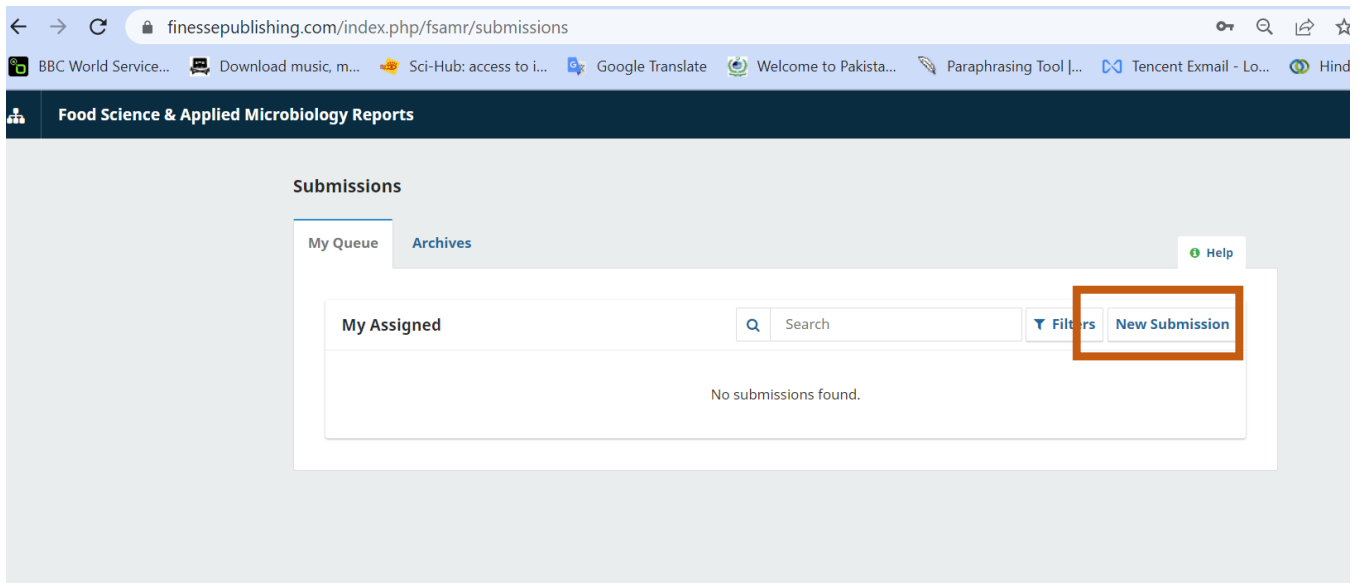 finessepublishing.com/index.php/fsamr/submissions
BBC World Service... Download music, m... Sci-Hub: access to i... Google Translate Welcome to Pakista... Paraphrasing Tool |... Tencent Exmail - Lo... Hind
Food Science & Applied Microbiology Reports
Submissions
My Queue Archives
Help
My Assigned Search Filters New Submission
No submissions found.